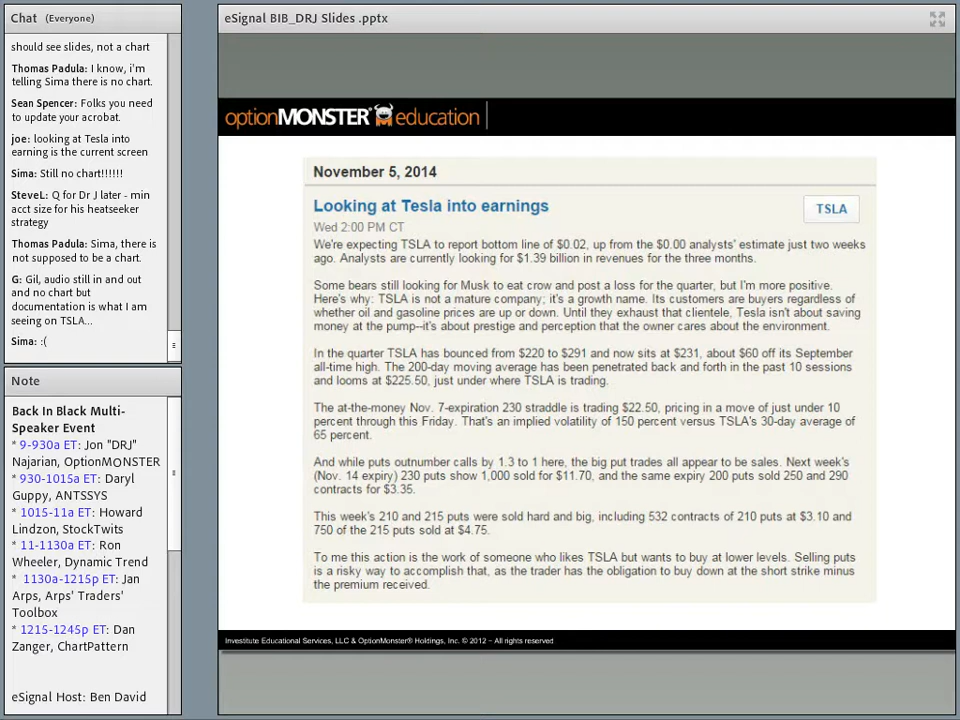 Chat (Everyone)
should see slides, not a chart
Thomas Padula: I know, i'm
telling Sima there is no chart.
Sean Spencer: Folks you need
to update your acrobat.
joe: looking at Tesla into
earning is the current screen
Sima: Still no chart!!!!!!
SteveL: Q for Dr J later - min
acct size for his heatseeker
strategy
Thomas Padula: Sima, there is
not supposed to be a chart.
G: Gil, audio still in and out
and no chart but
documentation is what I am
seeing on TSLA...
Sima: :(
Note
Back In Black Multi-
Speaker Event
* 9-930a ET: Jon "DRJ"
Najarian, OptionMONSTER
* 930-1015a ET: Daryl
Guppy, ANTSSYS
* 1015-11a ET: Howard
Lindzon, StockTwits
* 11-1130a ET: Ron
Wheeler, Dynamic Trend
* 1130a-1215p ET: Jan
Arps, Arps' Traders'
Toolbox
* 1215-1245p ET: Dan
Zanger, ChartPattern
eSignal Host: Ben David
eSignal BIB_DRJ Slides .pptx
optionMONSTER® education
November 5, 2014
Looking at Tesla into earnings
TSLA
Wed 2:00 PM CT
We're expecting TSLA to report bottom line of $0.02, up from the $0.00 analysts' estimate just two weeks
ago. Analysts are currently looking for $1.39 billion in revenues for the three months.
Some bears still looking for Musk to eat crow and post a loss for the quarter, but I'm more positive.
Here's why: TSLA is not a mature company; it's a growth name. Its customers are buyers regardless of
whether oil and gasoline prices are up or down. Until they exhaust that clientele, Tesla isn't about saving
money at the pump--it's about prestige and perception that the owner cares about the environment.
In the quarter TSLA has bounced from $220 to $291 and now sits at $231, about $60 off its September
all-time high. The 200-day moving average has been penetrated back and forth in the past 10 sessions
and looms at $225.50, just under where TSLA is trading.
The at-the-money Nov. 7-expiration 230 straddle is trading $22.50, pricing in a move of just under 10
percent through this Friday. That's an implied volatility of 150 percent versus TSLA's 30-day average of
65 percent.
And while puts outnumber calls by 1.3 to 1 here, the big put trades all appear to be sales. Next week's
(Nov. 14 expiry) 230 puts show 1,000 sold for $11.70, and the same expiry 200 puts sold 250 and 290
contracts for $3.35.
This week's 210 and 215 puts were sold hard and big, including 532 contracts of 210 puts at $3.10 and
750 of the 215 puts sold at $4.75.
To me this action is the work of someone who likes TSLA but wants to buy at lower levels. Selling puts
is a risky way to accomplish that, as the trader has the obligation to buy down at the short strike minus
the premium received.
Investitute Educational Services, LLC & OptionMonster® Holdings, Inc. © 2012 ~ All rights reserved